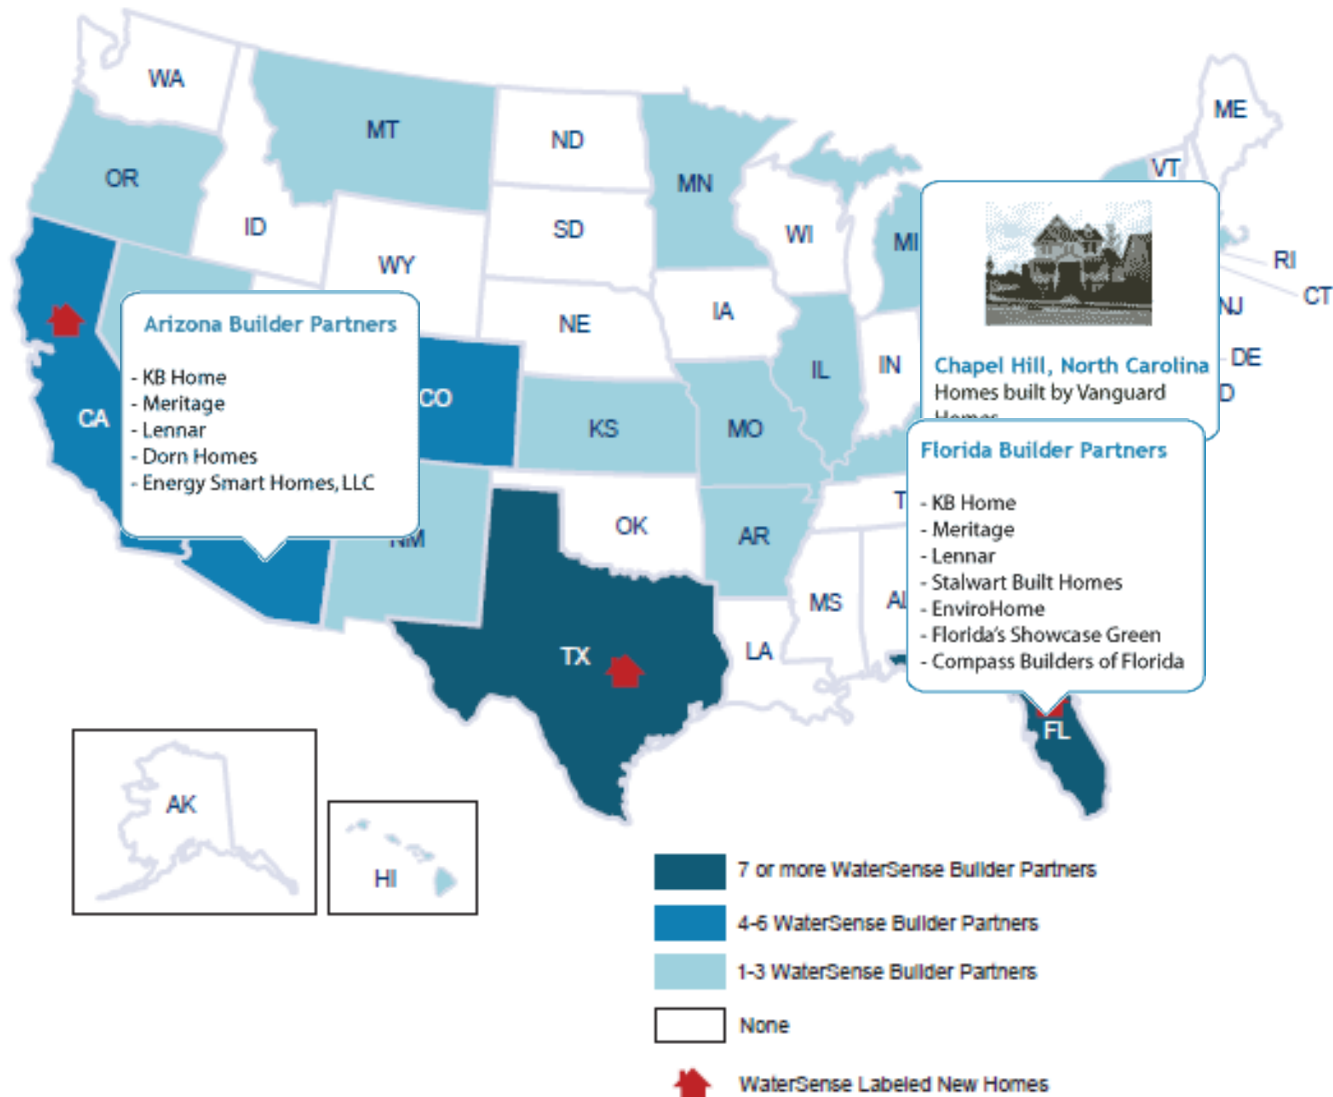 WA
ME
MT
ND
OR
MN
VT
ID
SD
WI
MI
WY
RI
CT
NJ
IA
NE
DE
IL
IN
D
Arizona Builder Partners
- KB Home
- Meritage
- Lennar
- Dorn Homes
- Energy Smart Homes, LLC
Chapel Hill, North Carolina
Homes built by Vanguard
Homes
CA
CO
KS
MO
Florida Builder Partners
- KB Home
- Meritage
- Lennar
- Stalwart Built Homes
- EnviroHome
- Florida's Showcase Green
- Compass Builders of Florida
NM
OK
AR
T
MS
AL
TX
LA
FL
AK
HI
7 or more WaterSense Builder Partners
4-6 WaterSense Builder Partners
1-3 WaterSense Builder Partners
None
WaterSense Labeled New Homes